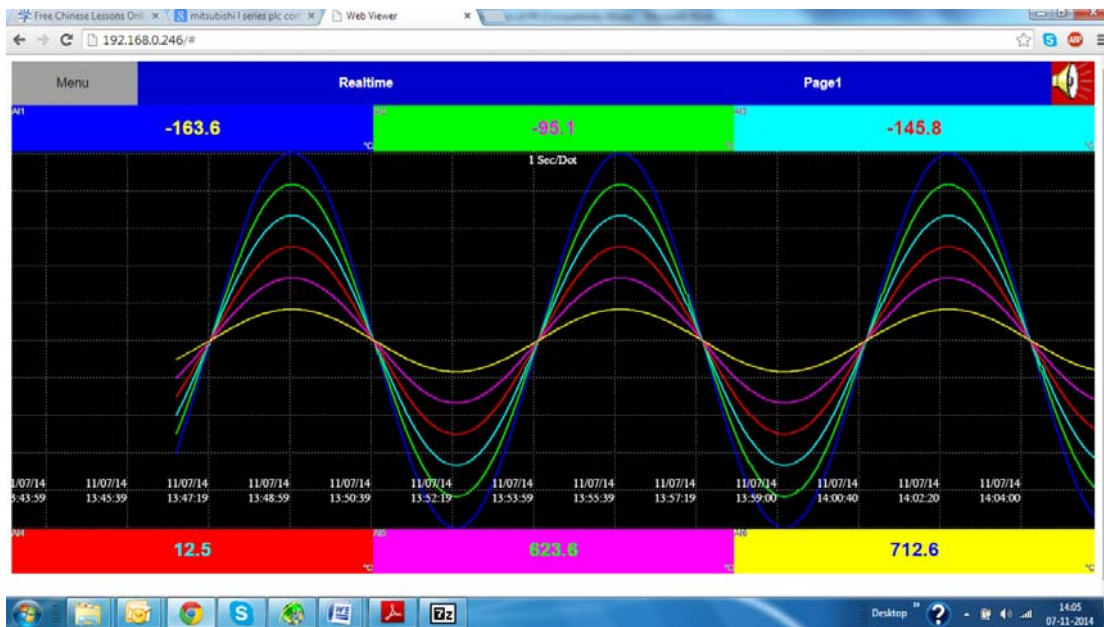 Free Chinese Lessons Onli
mitsubishi l series plc con
Web Viewer
192.168.0.246/#
Menu
Realtime
Page1
AI1
-163.6
°C
-95.1
AI3
-145.8
°C
1 Sec/Dot
1/07/14 11/07/14 11/07/14 11/07/14 11/07/14 11/07/14 11/07/14 11/07/14 11/07/14 11/07/14 11/07/14 11/07/14 11/07/14
3:43:59 13:45:39 13:47:19 13:48:59 13:50:39 13:52:19 13:53:59 13:55:39 13:57:19 13:59:00 14:00:40 14:02:20 14:04:00
AI4
12.5
°C
AI5
623.6
°C
AI6
712.6
°C
Desktop
14:05
07-11-2014